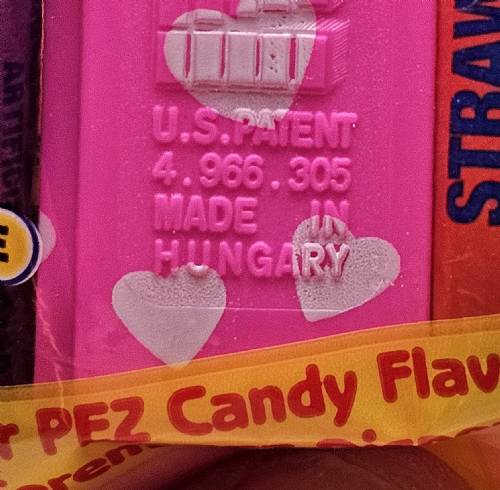 U.S. PATENT
4.966.305
MADE IN
HUNGARY
STRAW
PEZ Candy Flav